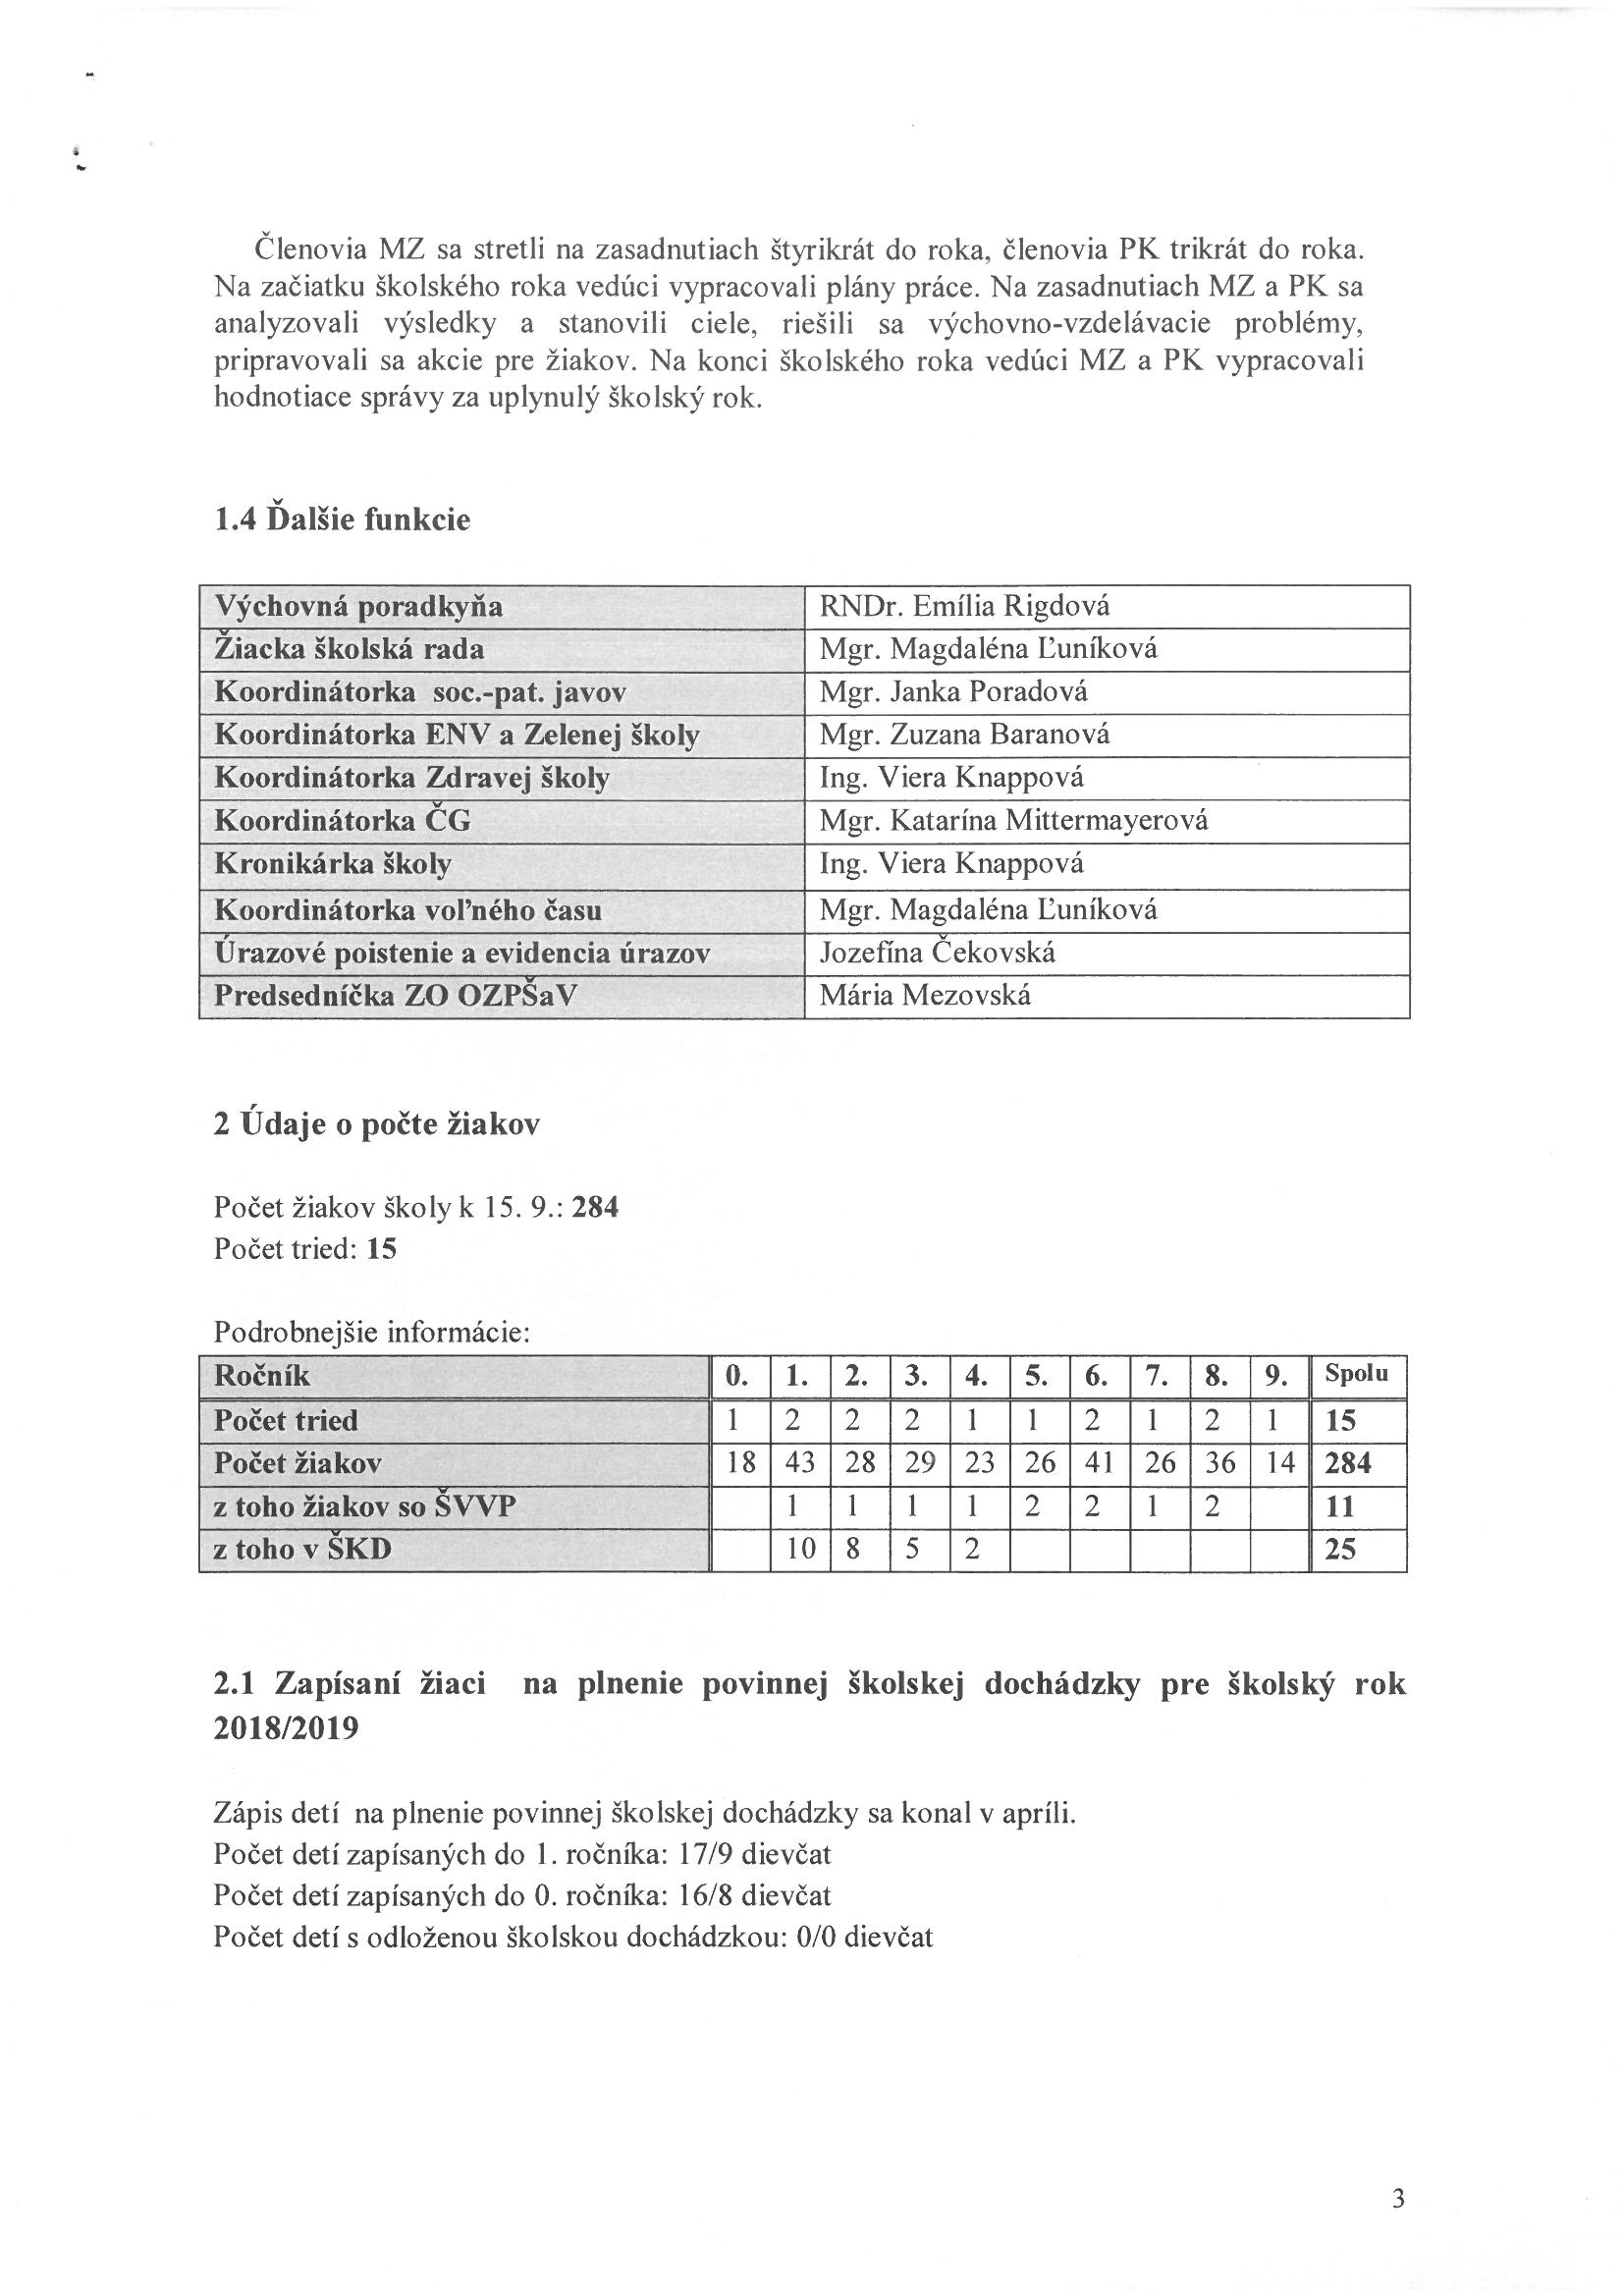 Členovia MZ sa stretli na zasadnutiach štyrikrát do roka, členovia PK trikrát do roka.
Na začiatku školského roka vedúci vypracovali plány práce. Na zasadnutiach MZ a PK sa
analyzovali výsledky a stanovili ciele, riešili sa výchovno-vzdelávacie problémy,
pripravovali sa akcie pre žiakov. Na konci školského roka vedúci MZ a PK vypracovali
hodnotiace správy za uplynulý školský rok.
1.4 Ďalšie funkcie
Výchovná poradkyňa RNDr. Emília Rigdová
Žiacka školská rada Mgr. Magdaléna Ľuníková
Koordinátorka soc.-pat. javov Mgr. Janka Poradová
Koordinátorka ENV a Zelenej školy Mgr. Zuzana Baranová
Koordinátorka Zdravej školy Ing. Viera Knappová
Koordinátorka ČG Mgr. Katarína Mittermayerová
Kronikárka školy Ing. Viera Knappová
Koordinátorka voľného času Mgr. Magdaléna Ľuníková
Úrazové poistenie a evidencia úrazov Jozefína Čekovská
Predsedníčka ZO OZPŠaV Mária Mezovská
2 Údaje o počte žiakov
Počet žiakov školy k 15. 9.: 284
Počet tried: 15
Podrobnejšie informácie:
Ročník 0. 1. 2. 3. 4. 5. 6. 7. 8. 9. Spolu
Počet tried 1 2 2 2 1 1 2 1 2 1 15
Počet žiakov 18 43 28 29 23 26 41 26 36 14 284
z toho žiakov so ŠVVP 1 1 1 1 2 2 1 2 11
z toho v ŠKD 10 8 5 2 25
2.1 Zapísaní žiaci na plnenie povinnej školskej dochádzky pre školský rok
2018/2019
Zápis detí na plnenie povinnej školskej dochádzky sa konal v apríli.
Počet detí zapísaných do 1. ročníka: 17/9 dievčat
Počet detí zapísaných do 0. ročníka: 16/8 dievčat
Počet detí s odloženou školskou dochádzkou: 0/0 dievčat
3